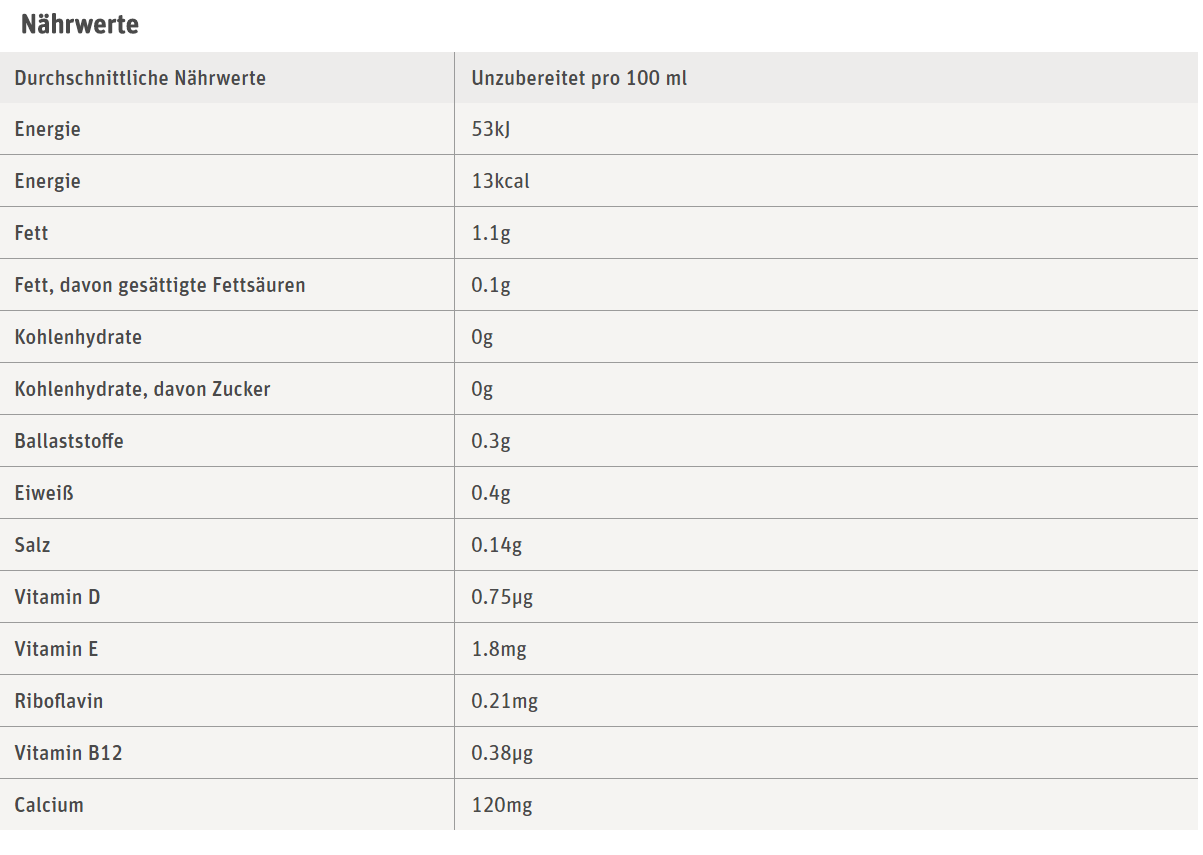 Nährwerte
Durchschnittliche Nährwerte Unzubereitet pro 100 ml
Energie 53kJ
Energie 13kcal
Fett 1.1g
Fett, davon gesättigte Fettsäuren 0.1g
Kohlenhydrate 0g
Kohlenhydrate, davon Zucker 0g
Ballaststoffe 0.3g
Eiweiß 0.4g
Salz 0.14g
Vitamin D 0.75µg
Vitamin E 1.8mg
Riboflavin 0.21mg
Vitamin B12 0.38µg
Calcium 120mg